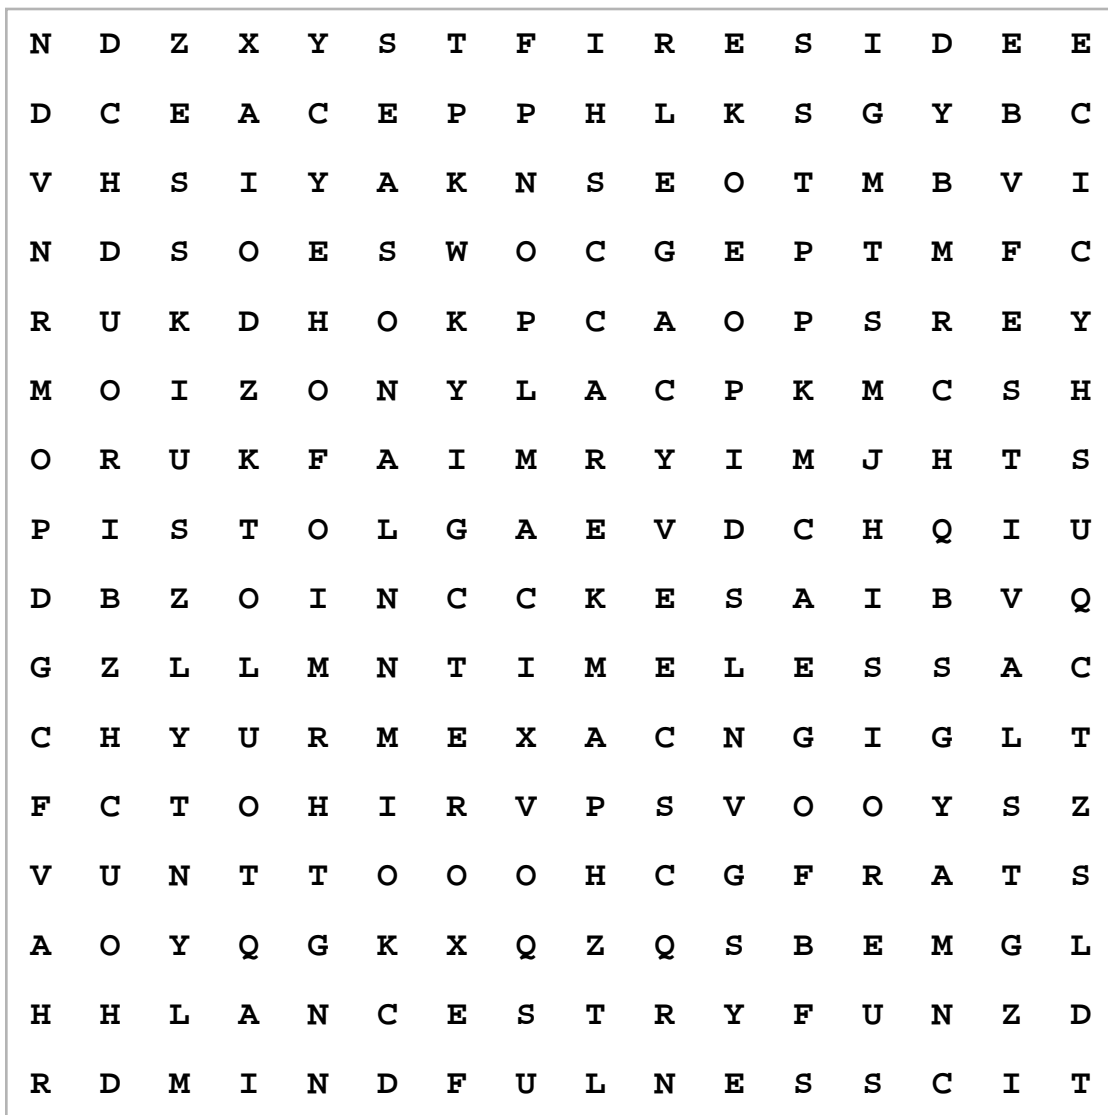 N D Z X Y S T F I R E S I D E E
D C E A C E P P H L K S G Y B C
V H S I Y A K N S E O T M B V I
N D S O E S W O C G E P T M F C
R U K D H O K P C A O P S R E Y
M O I Z O N Y L A C P K M C S H
O R U K F A I M R Y I M J H T S
P I S T O L G A E V D C H Q I U
D B Z O I N C C K E S A I B V Q
G Z L L M N T I M E L E S S A C
C H Y U R M E X A C N G I G L T
F C T O H I R V P S V O O Y S Z
V U N T T O O O H C G F R A T S
A O Y Q G K X Q Z Q S B E M G L
H H L A N C E S T R Y F U N Z D
R D M I N D F U L N E S S C I T